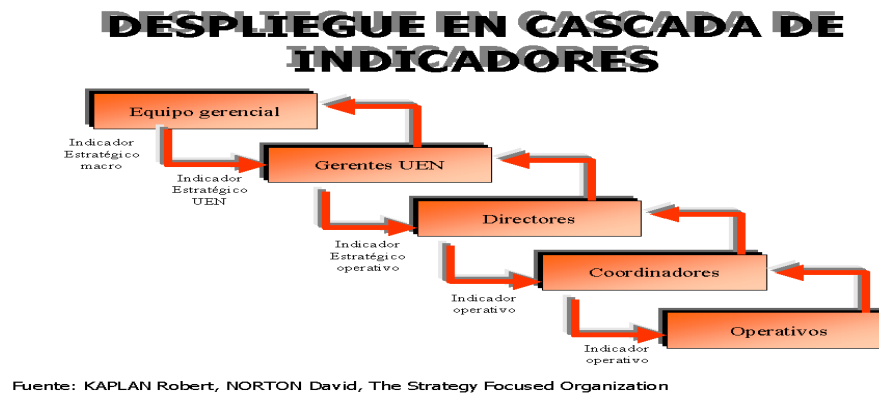 DESPLIEGUE EN CASCADA DE
INDICADORES
Equipo gerencial
Indicador
Estratégico
macro
Gerentes UEN
Indicador
Estratégico
UEN
Directores
Indicador
Estratégico
operativo
Coordinadores
Indicador
operativo
Operativos
Indicador
operativo
Fuente: KAPLAN Robert, NORTON David, The Strategy Focused Organization